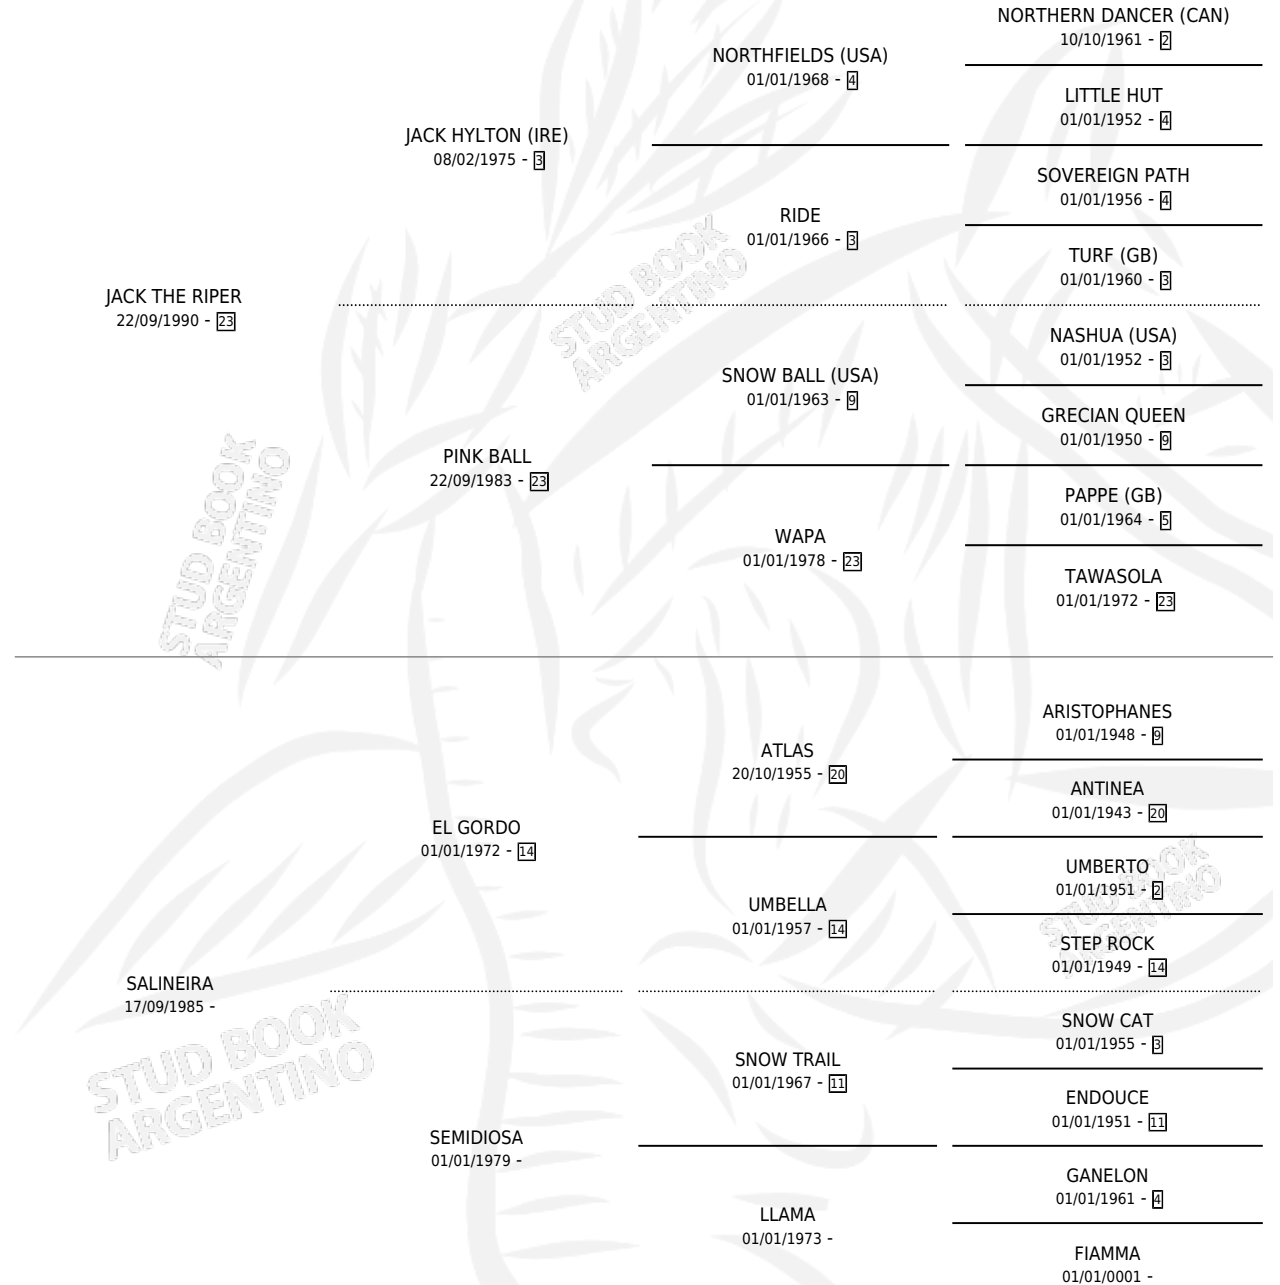 NORTHERN DANCER (CAN)
10/10/1961 - 2
NORTHFIELDS (USA)
01/01/1968 - 4
LITTLE HUT
01/01/1952 - 4
JACK HYLTON (IRE)
08/02/1975 - 3
SOVEREIGN PATH
01/01/1956 - 4
RIDE
01/01/1966 - 3
TURF (GB)
01/01/1960 - 3
JACK THE RIPER
22/09/1990 - 23
STUD BOOK
ARGENTINO
NASHUA (USA)
01/01/1952 - 3
SNOW BALL (USA)
01/01/1963 - 9
GRECIAN QUEEN
01/01/1950 - 9
PINK BALL
22/09/1983 - 23
PAPPE (GB)
01/01/1964 - 5
WAPA
01/01/1978 - 23
TAWASOLA
01/01/1972 - 23
STUD BOOK
ARGENTINO
ARISTOPHANES
01/01/1948 - 9
ATLAS
20/10/1955 - 20
ANTINEA
01/01/1943 - 20
EL GORDO
01/01/1972 - 14
UMBERTO
01/01/1951 - 2
UMBELLA
01/01/1957 - 14
STEP ROCK
01/01/1949 - 14
STUD BOOK
ARGENTINO
SALINEIRA
17/09/1985 -
SNOW CAT
01/01/1955 - 3
SNOW TRAIL
01/01/1967 - 11
ENDOUCE
01/01/1951 - 11
STUD BOOK
ARGENTINO
SEMIDIOSA
01/01/1979 -
GANELON
01/01/1961 - 4
LLAMA
01/01/1973 -
FIAMMA
01/01/0001 -